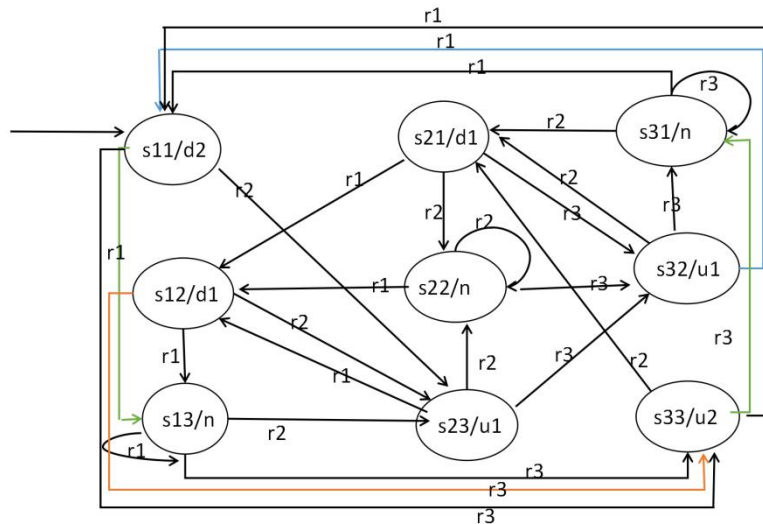 r1
r1
r1
r3
s11/d2
s21/d1
r2
s31/n
r2
r1
r2
r2
r2
r3
r3
r1
s12/d1
r1
s22/n
r3
s32/u1
r2
r1
r1
r2
r3
r2
r3
s13/n
r2
s23/u1
s33/u2
r1
r3
r3
r3